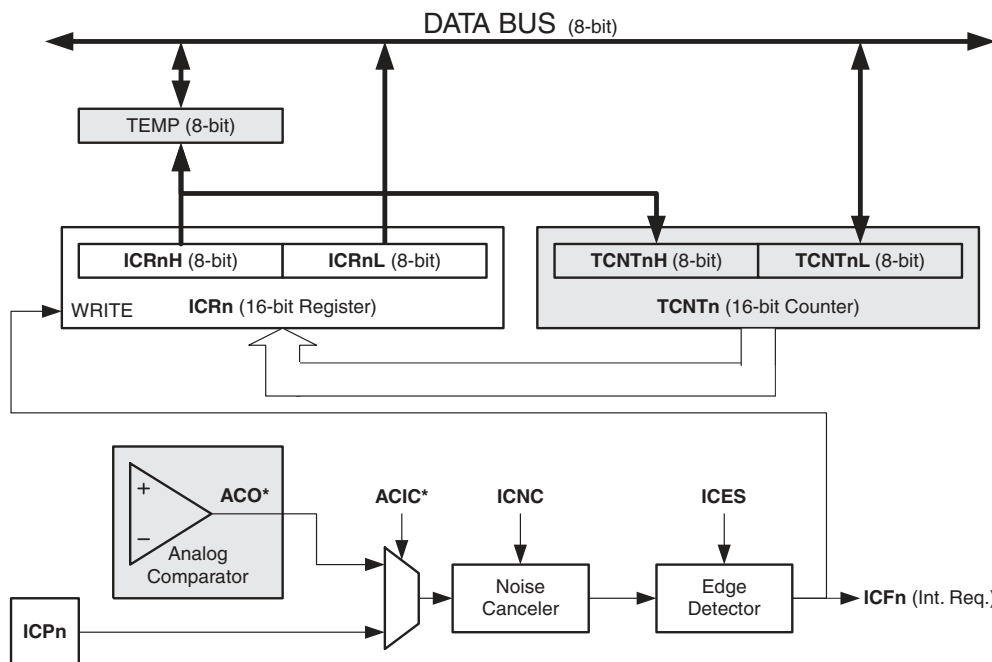 DATA BUS (8-bit)
TEMP (8-bit)
ICRnH (8-bit)
ICRnL (8-bit)
TCNTnH (8-bit)
TCNTnL (8-bit)
WRITE
ICRn (16-bit Register)
TCNTn (16-bit Counter)
+
−
ACO*
Analog
Comparator
ACIC*
ICNC
ICES
Noise
Canceler
Edge
Detector
ICFn (Int. Req.)
ICPn